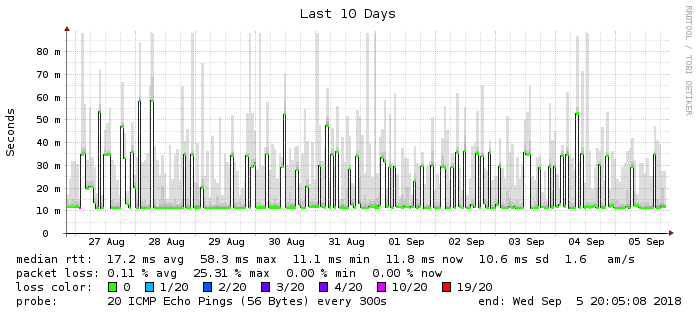 Last 10 Days
RRDTOOL / TOBI OETIKER
Seconds
80 m
70 m
60 m
50 m
40 m
30 m
20 m
10 m
0
27 Aug 28 Aug 29 Aug 30 Aug 31 Aug 01 Sep 02 Sep 03 Sep 04 Sep 05 Sep
median rtt: 17.2 ms avg 58.3 ms max 11.1 ms min 11.8 ms now 10.6 ms sd 1.6 am/s
packet loss: 0.11 % avg 25.31 % max 0.00 % min 0.00 % now
loss color: 0 1/20 2/20 3/20 4/20 10/20 19/20
probe: 20 ICMP Echo Pings (56 Bytes) every 300s end: Wed Sep 5 20:05:08 2018